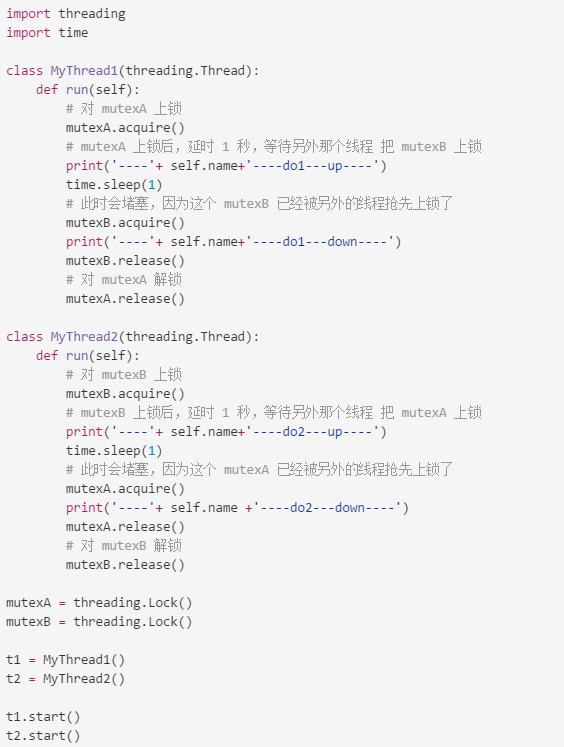 import threading
import time

class MyThread1(threading.Thread):
    def run(self):
        # 对 mutexA 上锁
        mutexA.acquire()
        # mutexA 上锁后，延时 1 秒，等待另外那个线程 把 mutexB 上锁
        print('----'+ self.name+'----do1---up----')
        time.sleep(1)
        # 此时会堵塞，因为这个 mutexB 已经被另外的线程抢先上锁了
        mutexB.acquire()
        print('----'+ self.name+'----do1---down----')
        mutexB.release()
        # 对 mutexA 解锁
        mutexA.release()

class MyThread2(threading.Thread):
    def run(self):
        # 对 mutexB 上锁
        mutexB.acquire()
        # mutexB 上锁后，延时 1 秒，等待另外那个线程 把 mutexA 上锁
        print('----'+ self.name+'----do2---up----')
        time.sleep(1)
        # 此时会堵塞，因为这个 mutexA 已经被另外的线程抢先上锁了
        mutexA.acquire()
        print('----'+ self.name +'----do2---down----')
        mutexA.release()
        # 对 mutexB 解锁
        mutexB.release()

mutexA = threading.Lock()
mutexB = threading.Lock()

t1 = MyThread1()
t2 = MyThread2()

t1.start()
t2.start()